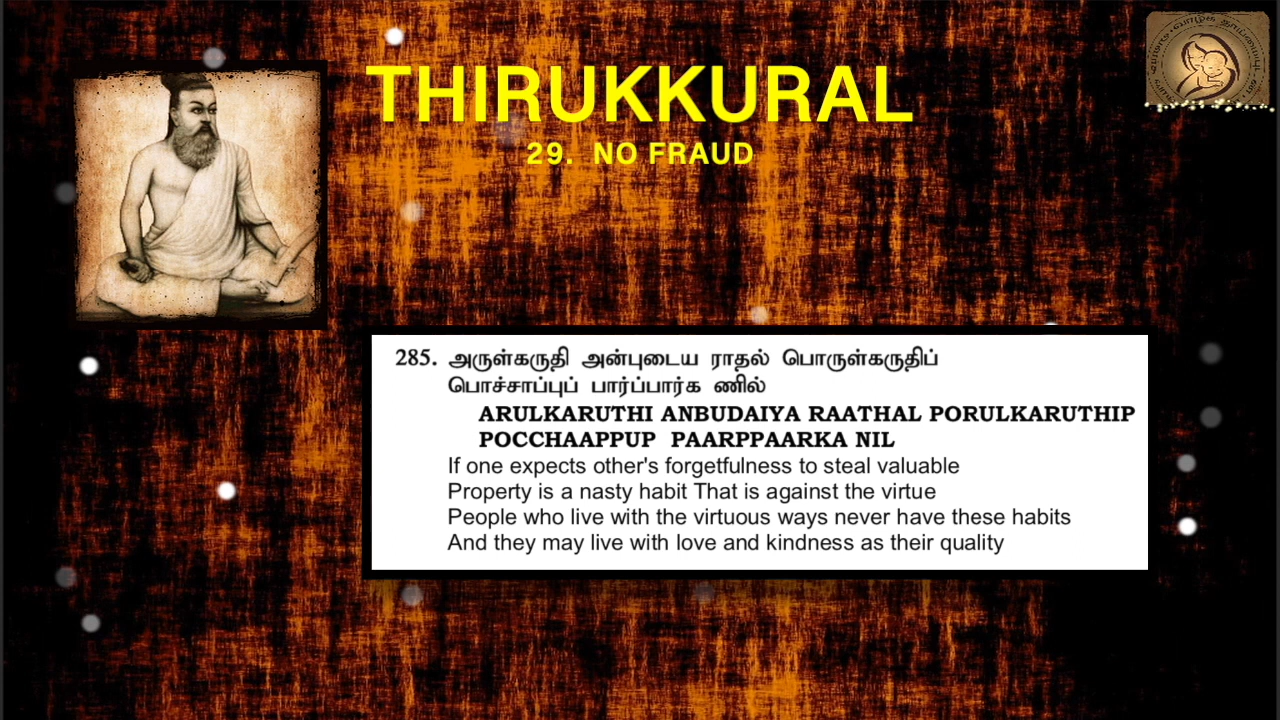 THIRUKKURAL
29. NO FRAUD
285. அருள்கருதி அன்புடைய ராதல் பொருள்கருதிப்
பொச்சாப்புப் பார்ப்பார்க ணில்
ARULKARUTHI ANBUDAIYA RAATHAL PORULKARUTHIP
POCCHAAPPUP PAARPPAARKA NIL
If one expects other's forgetfulness to steal valuable
Property is a nasty habit That is against the virtue
People who live with the virtuous ways never have these habits
And they may live with love and kindness as their quality